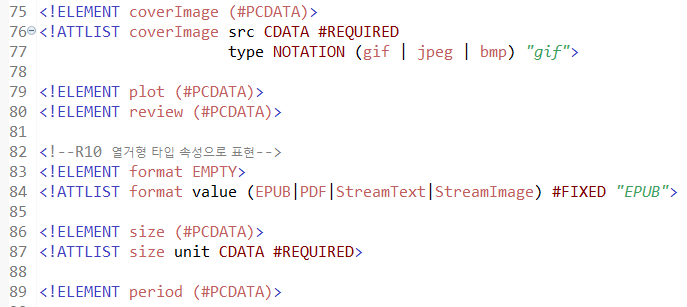 75 <!ELEMENT coverImage (#PCDATA)>
76 <!ATTLIST coverImage src CDATA #REQUIRED
77                      type NOTATION (gif | jpeg | bmp) "gif">
78
79 <!ELEMENT plot (#PCDATA)>
80 <!ELEMENT review (#PCDATA)>
81
82 <!--R10 열거형 타입 속성으로 표현-->
83 <!ELEMENT format EMPTY>
84 <!ATTLIST format value (EPUB|PDF|StreamText|StreamImage) #FIXED "EPUB">
85
86 <!ELEMENT size (#PCDATA)>
87 <!ATTLIST size unit CDATA #REQUIRED>
88
89 <!ELEMENT period (#PCDATA)>